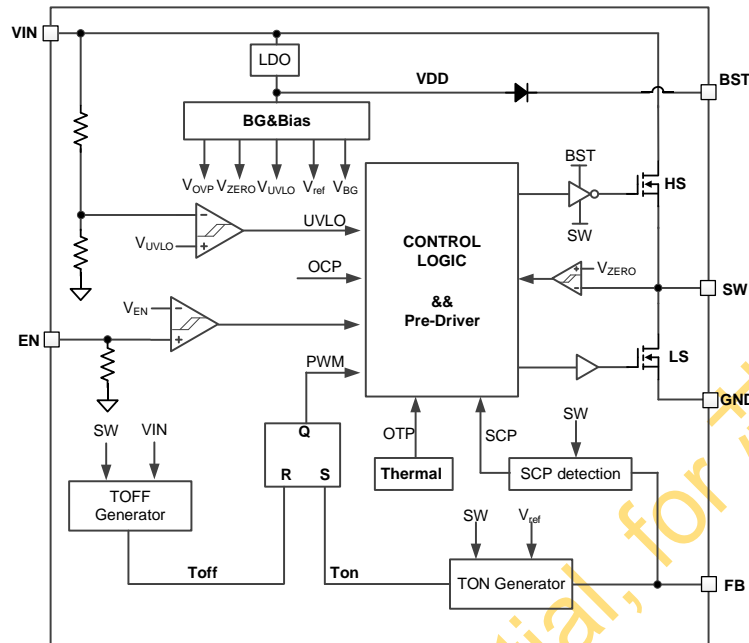 VIN
LDO
VDD
BST
BG&Bias
VOVP VZERO VUVLO Vref VBG
BST
HS
SW
VUVLO
UVLO
CONTROL
LOGIC
&&
Pre-Driver
OCP
VZERO
SW
VEN
EN
PWM
LS
GND
SW VIN
Q
R S
OTP
SCP
SW
TOFF
Generator
Thermal
SCP detection
SW Vref
Toff
Ton
TON Generator
FB
dial, for